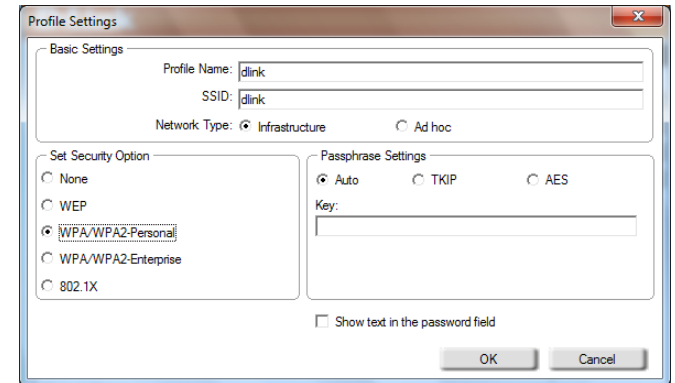 Profile Settings
Basic Settings
Profile Name: dlink
SSID: dlink
Network Type: Infrastructure Ad hoc
Set Security Option
None
WEP
WPA/WPA2-Personal
WPA/WPA2-Enterprise
802.1X
Passphrase Settings
Auto TKIP AES
Key:
Show text in the password field
OK Cancel